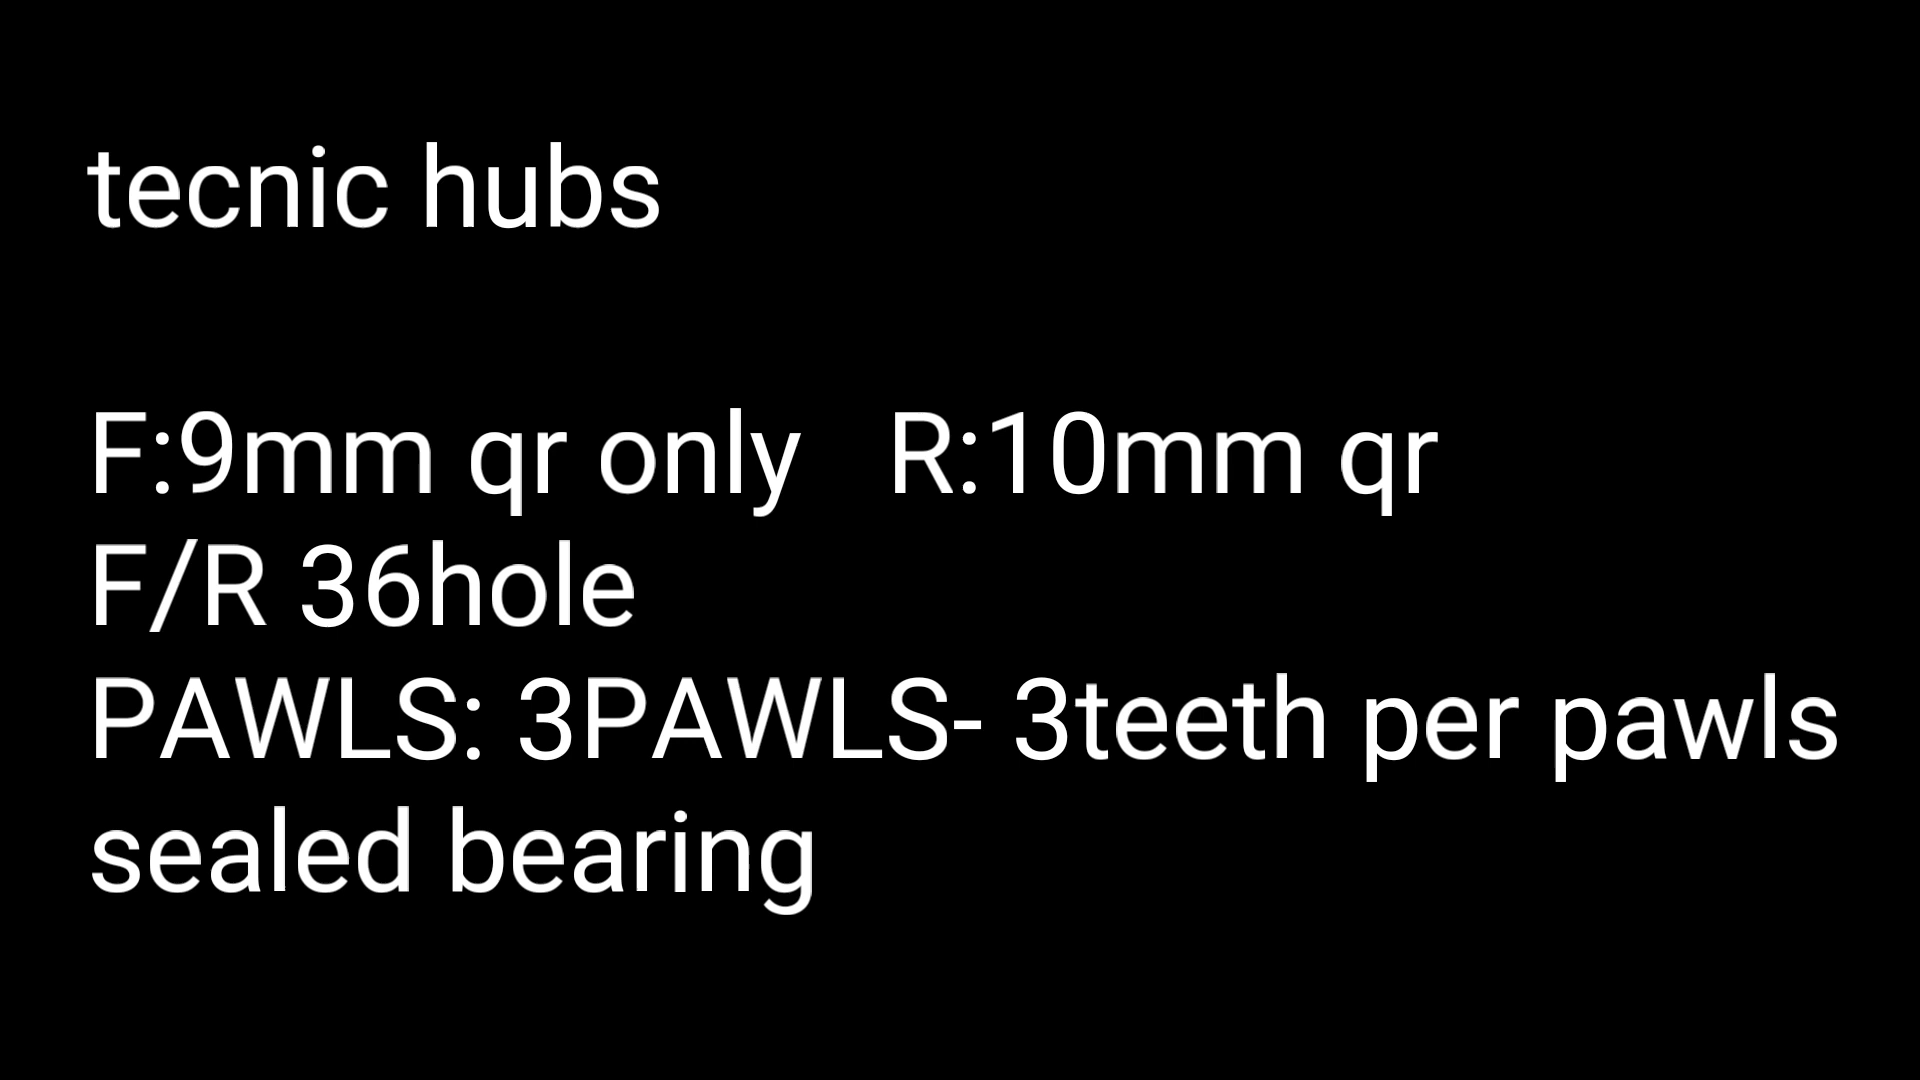 tecnic hubs
F:9mm qr only   R:10mm qr
F/R 36hole
PAWLS: 3PAWLS- 3teeth per pawls
sealed bearing